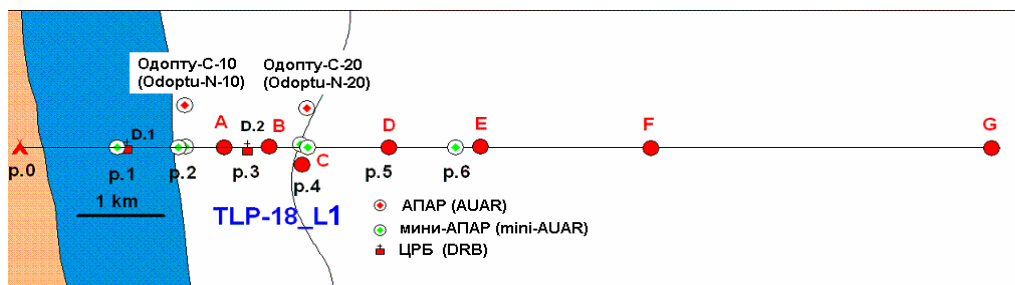 Одопту-С-10 Одопту-С-20
(Odoptu-N-10) (Odoptu-N-20)
A D.2 B D E F G
D.1
C
p.0 p.1 p.2 p.3 p.4 p.5 p.6
1 km
TLP-18_L1
АПАР (AUAR)
мини-АПАР (mini-AUAR)
ЦРБ (DRB)